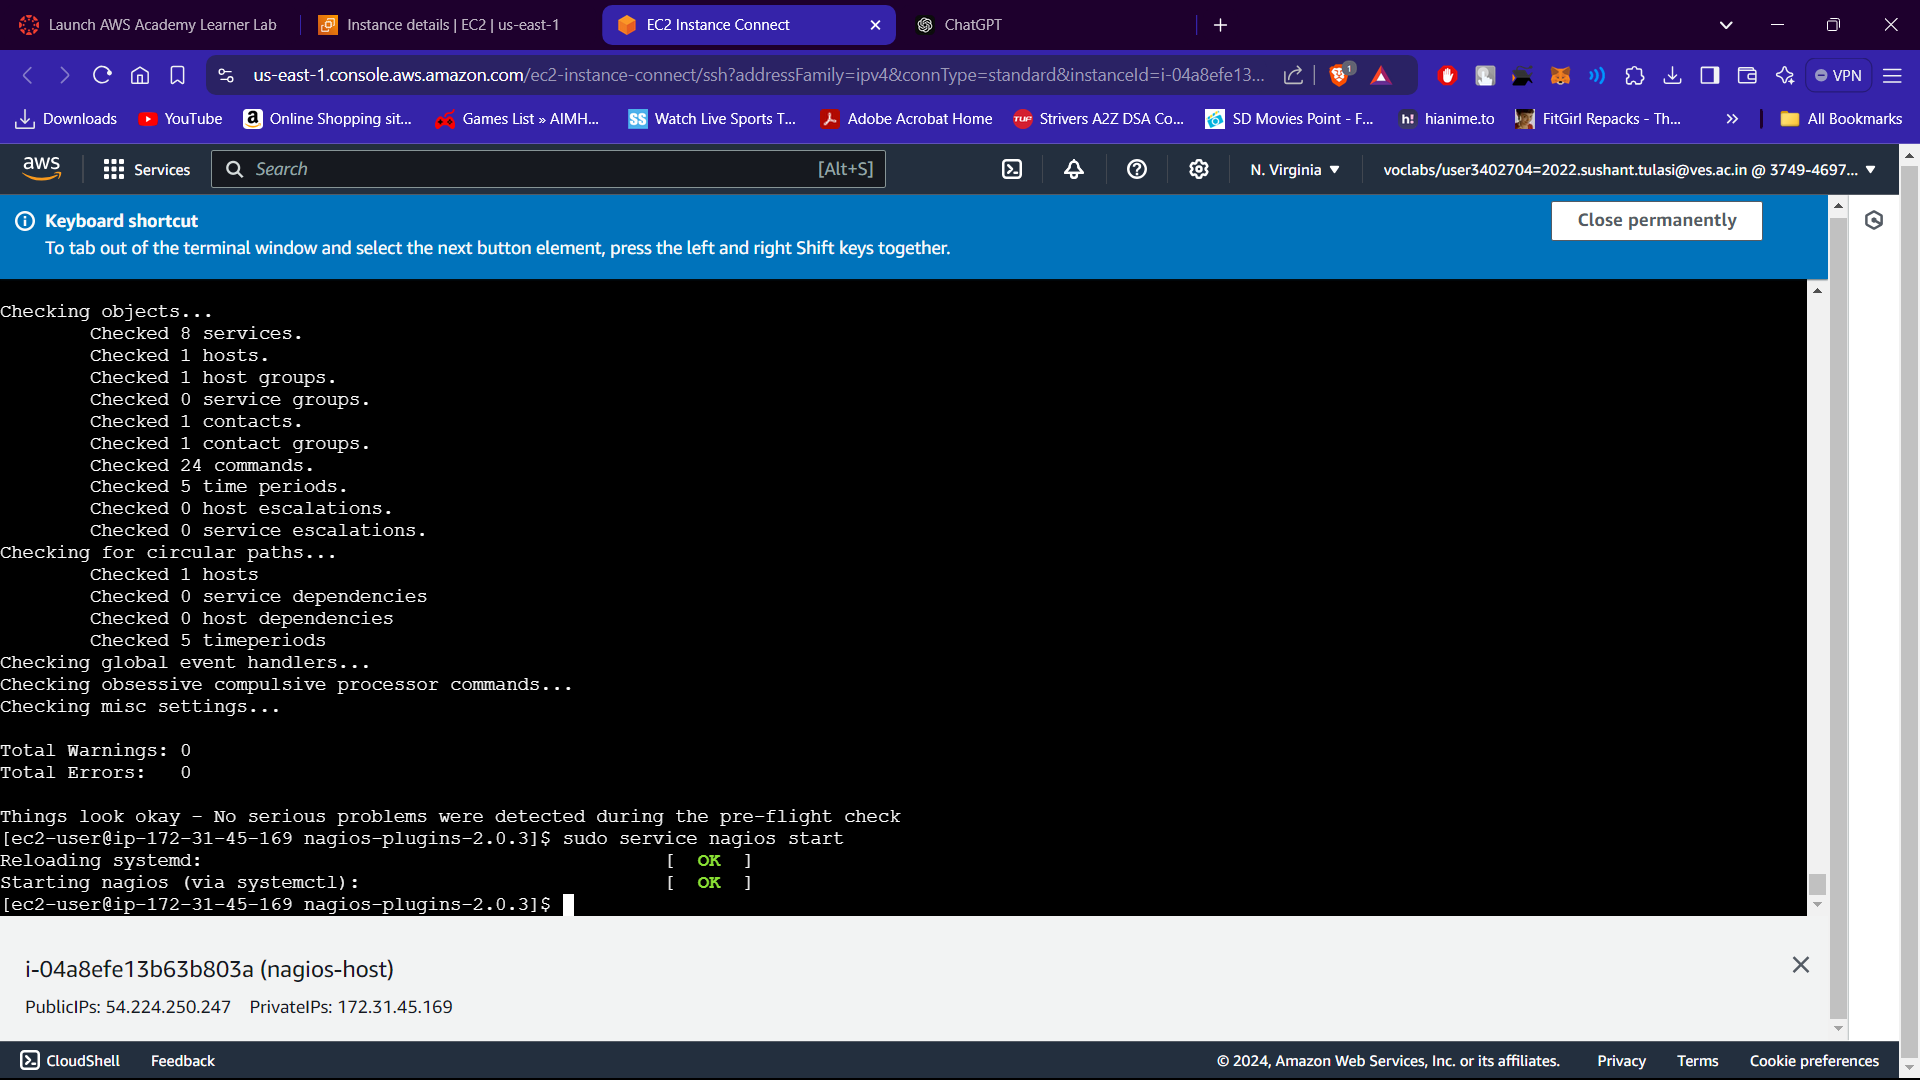 Launch AWS Academy Learner Lab
Instance details | EC2 | us-east-1
EC2 Instance Connect
ChatGPT
us-east-1.console.aws.amazon.com/ec2-instance-connect/ssh?addressFamily=ipv4&connType=standard&instanceId=i-04a8efe13...
1
VPN
Downloads
YouTube
Online Shopping sit...
Games List » AIMH...
SS Watch Live Sports T...
Adobe Acrobat Home
TUF Strivers A2Z DSA Co...
SD Movies Point - F...
h! hianime.to
FitGirl Repacks - Th...
»
All Bookmarks
aws
Services
Search
[Alt+S]
N. Virginia
voclabs/user3402704=2022.sushant.tulasi@ves.ac.in @ 3749-4697...
Keyboard shortcut
To tab out of the terminal window and select the next button element, press the left and right Shift keys together.
Close permanently
Checking objects...
Checked 8 services.
Checked 1 hosts.
Checked 1 host groups.
Checked 0 service groups.
Checked 1 contacts.
Checked 1 contact groups.
Checked 24 commands.
Checked 5 time periods.
Checked 0 host escalations.
Checked 0 service escalations.
Checking for circular paths...
Checked 1 hosts
Checked 0 service dependencies
Checked 0 host dependencies
Checked 5 timeperiods
Checking global event handlers...
Checking obsessive compulsive processor commands...
Checking misc settings...
Total Warnings: 0
Total Errors:   0
Things look okay - No serious problems were detected during the pre-flight check
[ec2-user@ip-172-31-45-169 nagios-plugins-2.0.3]$ sudo service nagios start
Reloading systemd: [ OK ]
Starting nagios (via systemctl): [ OK ]
[ec2-user@ip-172-31-45-169 nagios-plugins-2.0.3]$
i-04a8efe13b63b803a (nagios-host)
PublicIPs: 54.224.250.247 PrivateIPs: 172.31.45.169
CloudShell
Feedback
© 2024, Amazon Web Services, Inc. or its affiliates.
Privacy
Terms
Cookie preferences